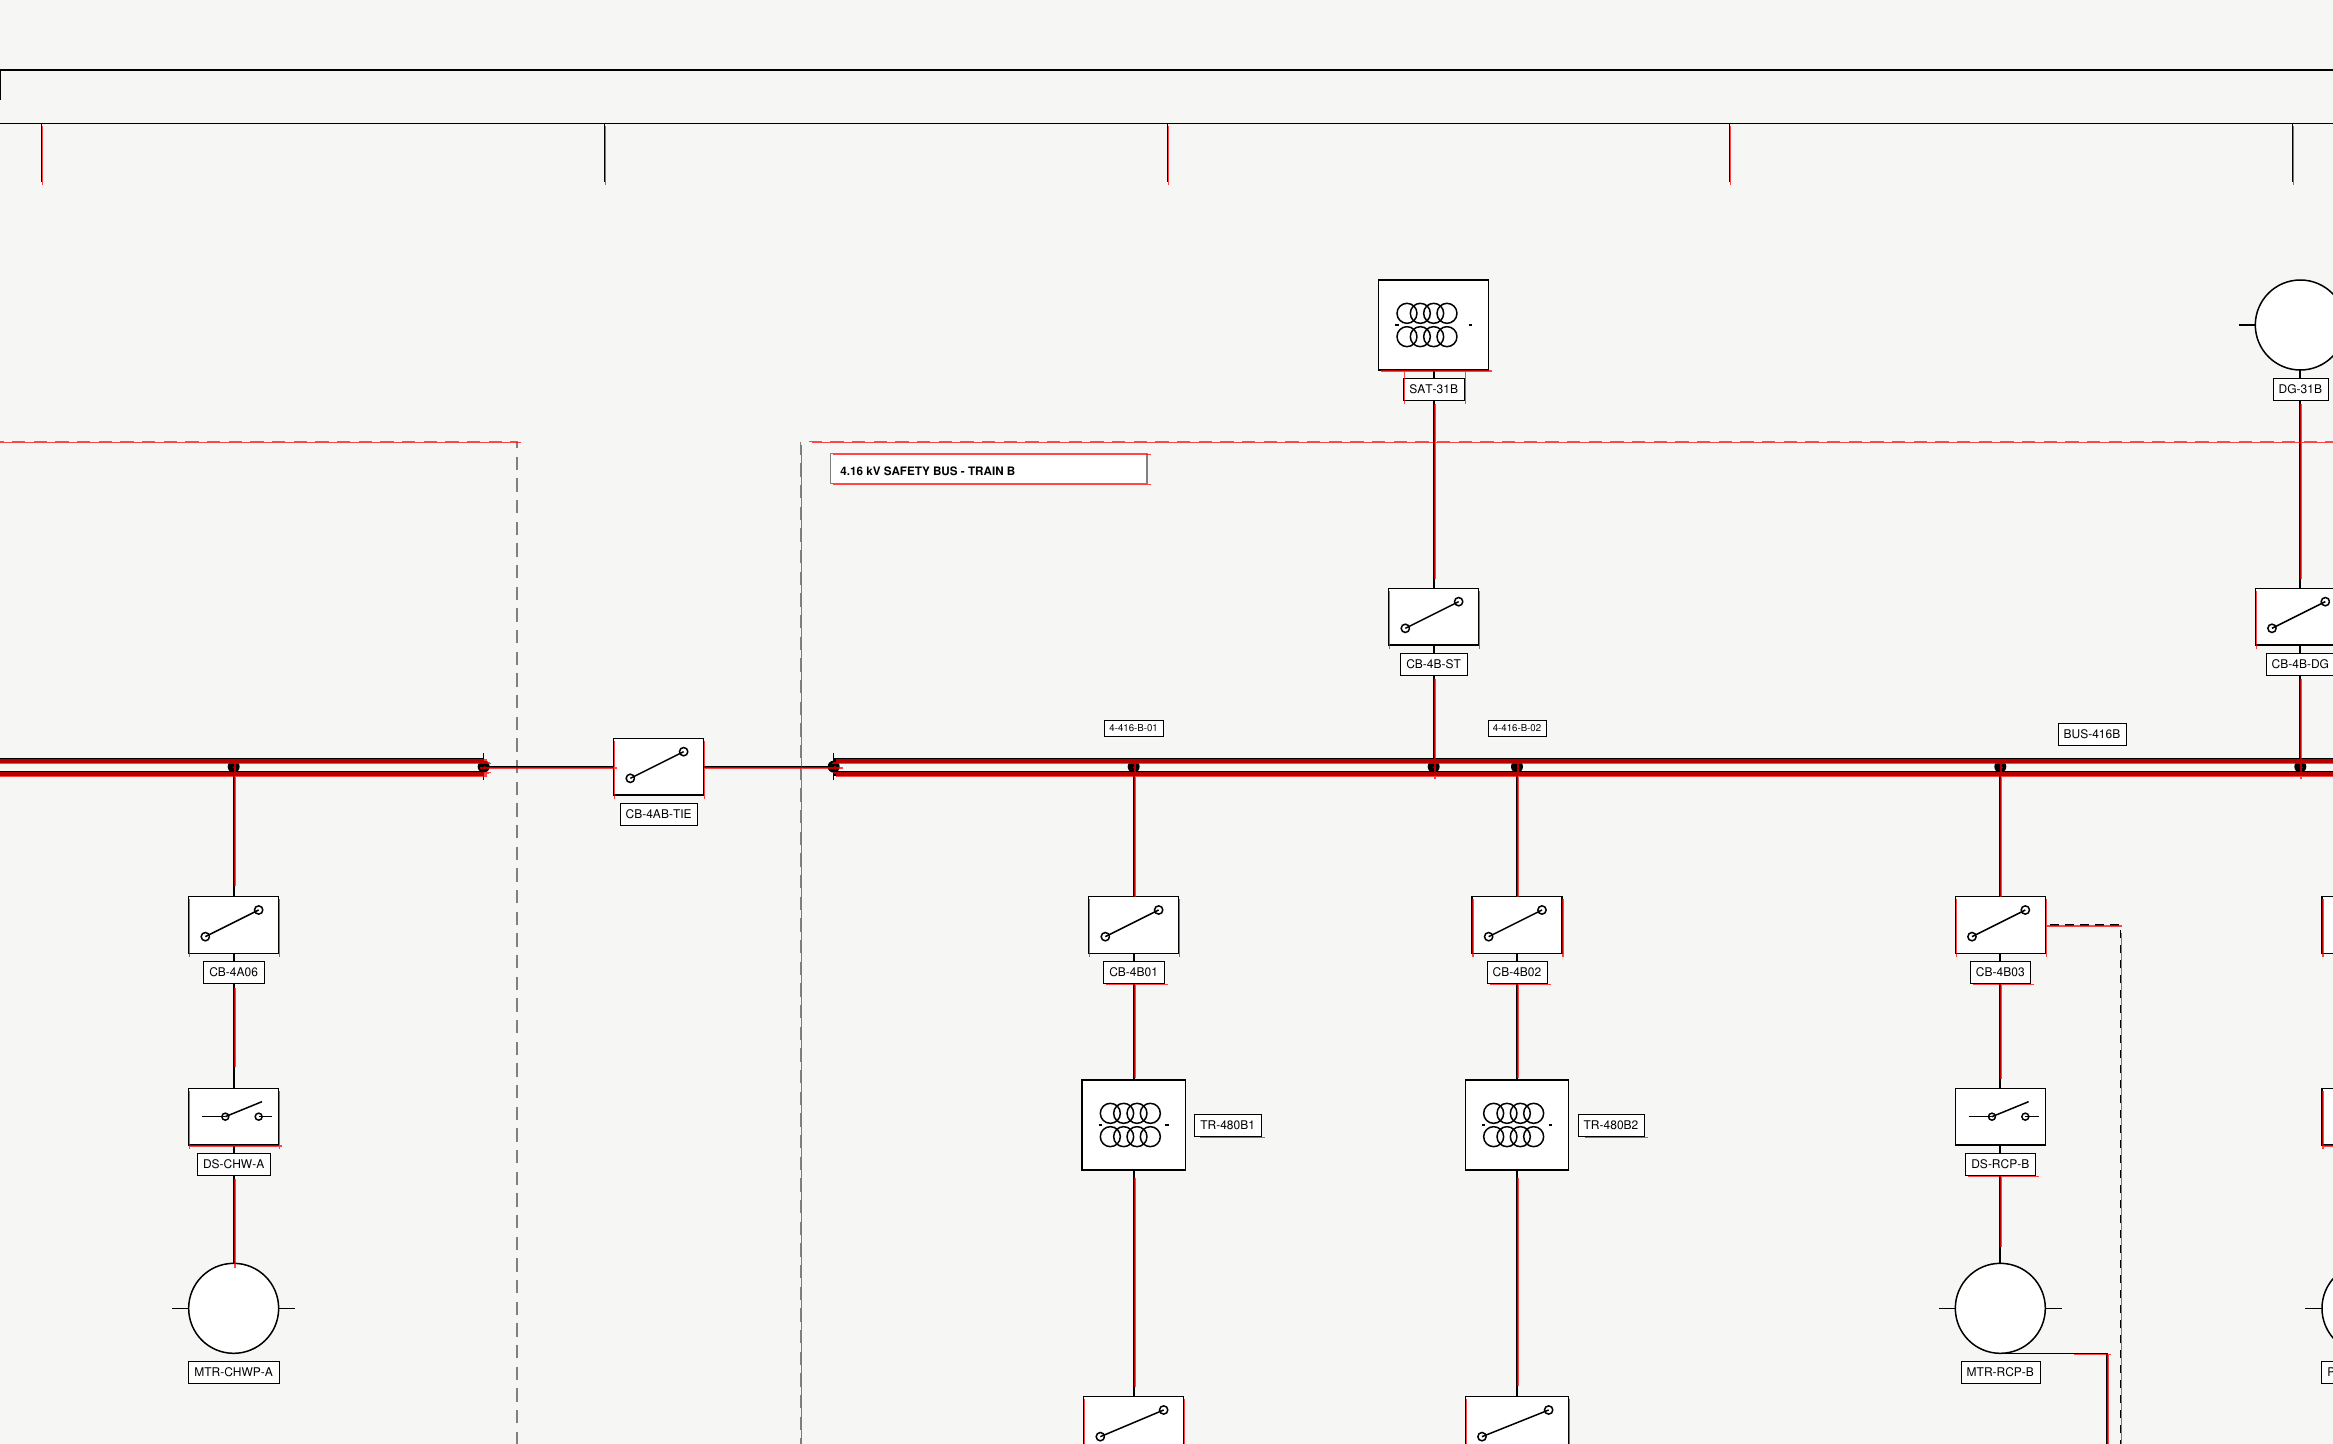 SAT-31B
DG-31B
4.16 kV SAFETY BUS - TRAIN B
CB-4B-ST
CB-4B-DG
4-416-B-01
4-416-B-02
BUS-416B
CB-4AB-TIE
CB-4A06
CB-4B01
CB-4B02
CB-4B03
TR-480B1
TR-480B2
DS-CHW-A
DS-RCP-B
MTR-CHWP-A
MTR-RCP-B